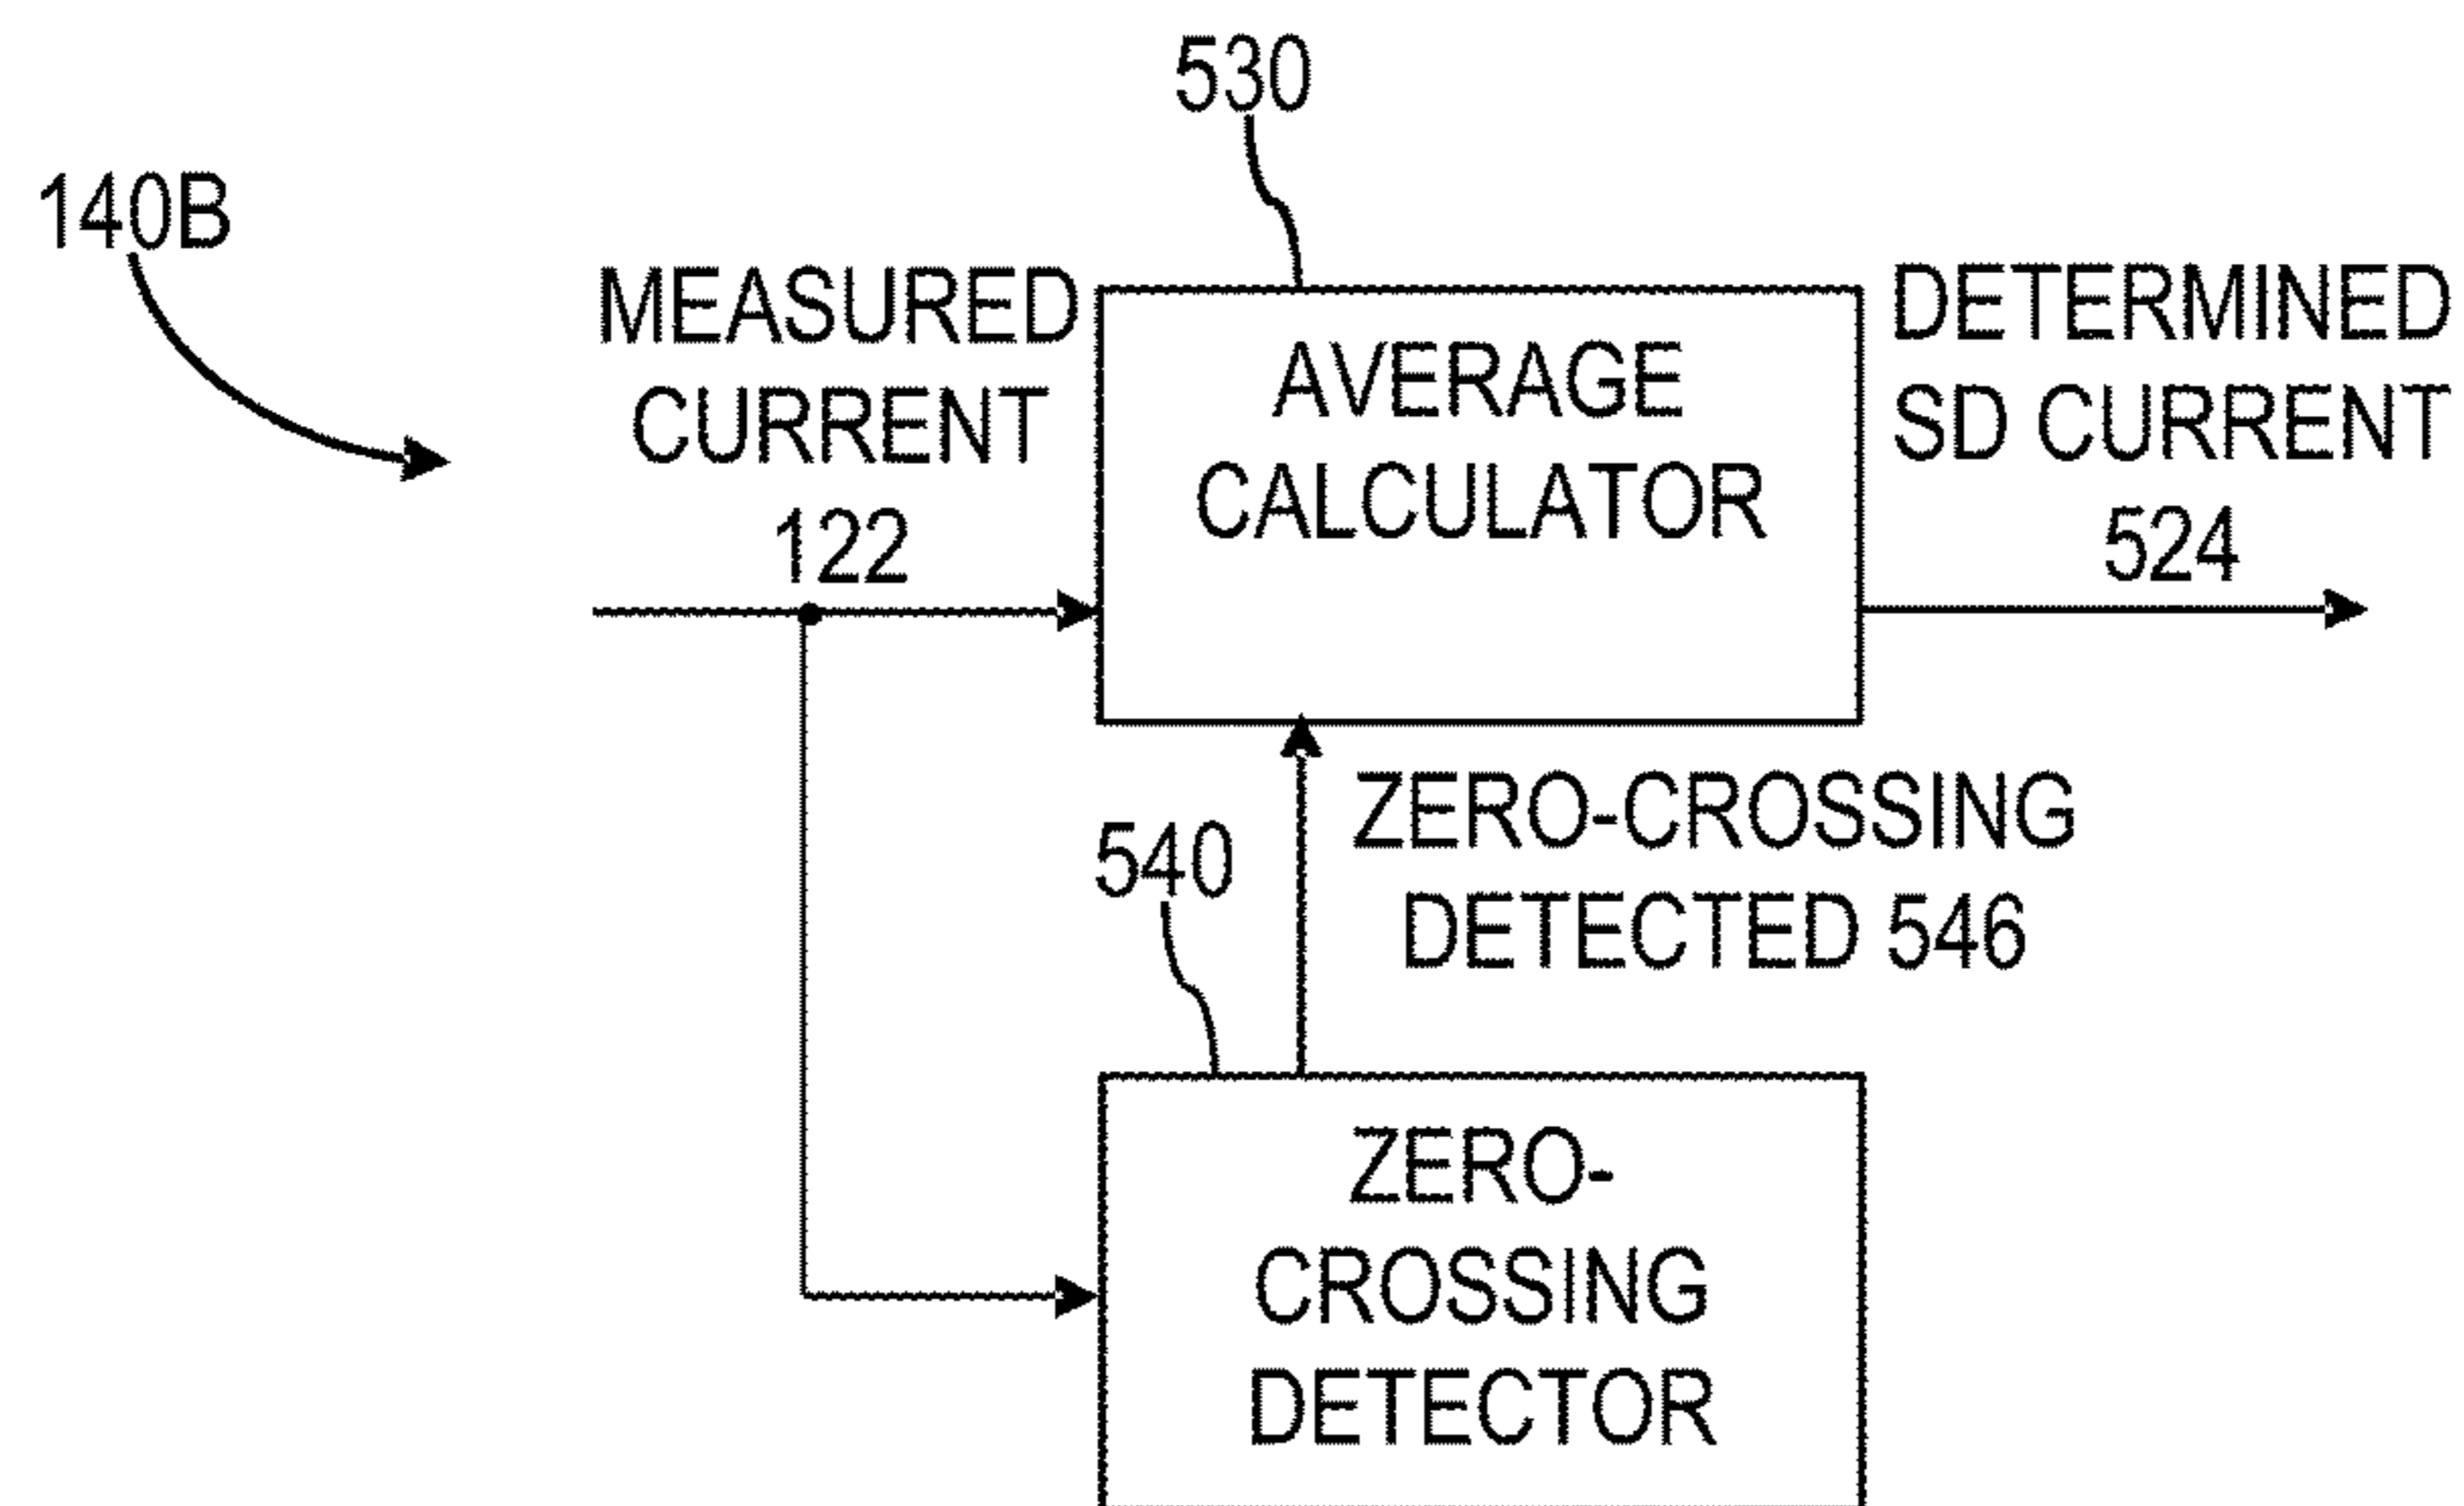 530
140B
MEASURED
CURRENT
122
AVERAGE
CALCULATOR
DETERMINED
SD CURRENT
524
ZERO-CROSSING
DETECTED 546
540
ZERO-
CROSSING
DETECTOR